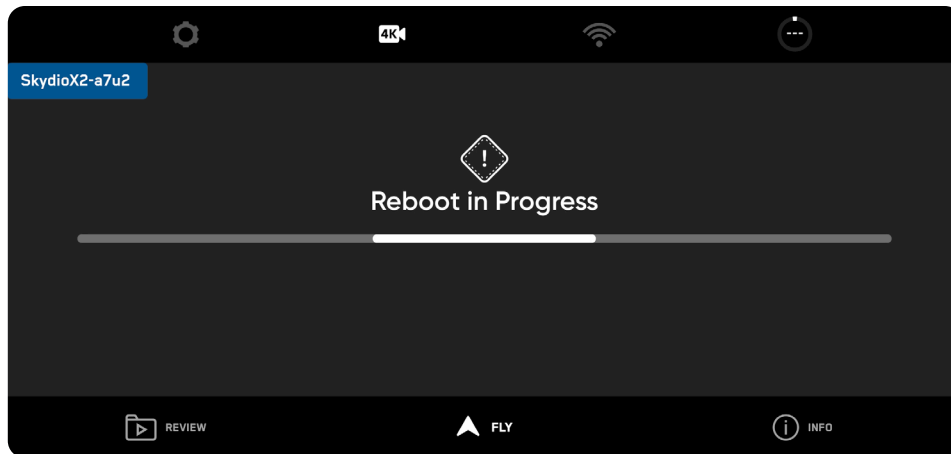 4K
---
SkydioX2-a7u2
!
Reboot in Progress
REVIEW
FLY
i INFO